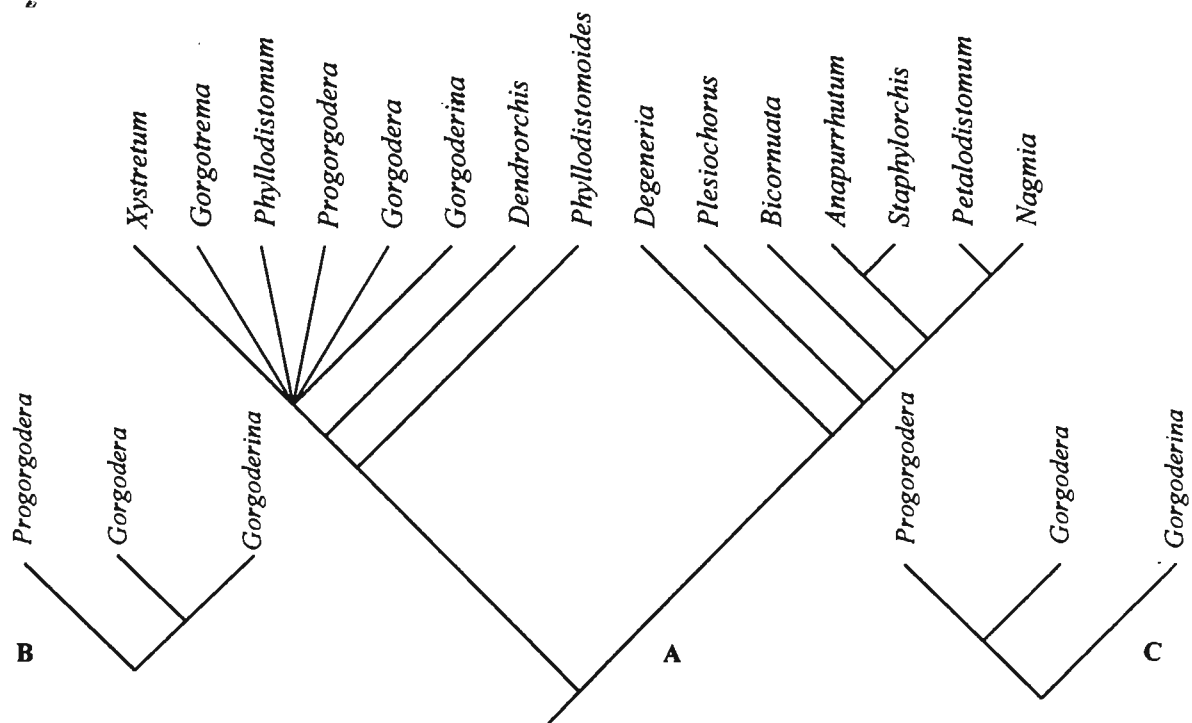 Xystretum
Gorgotrema
Phyllodistomum
Progorgodera
Gorgodera
Gorgoderina
Dendrorchis
Phyllodistomoides
Degeneria
Plesiochorus
Bicornuata
Anapurrhutum
Staphylorchis
Petalodistomum
Nagmia
Progorgodera
Gorgodera
Gorgoderina
B
A
Progorgodera
Gorgodera
Gorgoderina
C